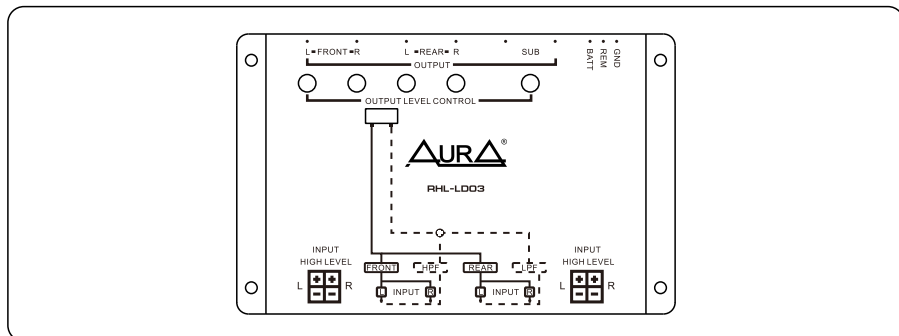 L FRONT R L REAR R SUB
BATT
REM
GND
OUTPUT
OUTPUT LEVEL CONTROL
AURA®
RHL-LD03
INPUT
HIGH LEVEL
L + + R
− −
FRONT HPF REAR LPF
L INPUT R L INPUT R
INPUT
HIGH LEVEL
L + + R
− −